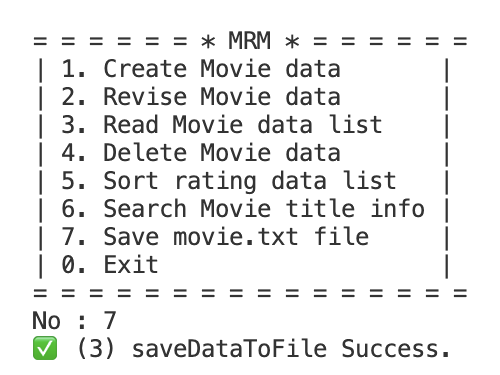 = = = = = = * MRM * = = = = = =
| 1. Create Movie data       |
| 2. Revise Movie data       |
| 3. Read Movie data list    |
| 4. Delete Movie data       |
| 5. Sort rating data list   |
| 6. Search Movie title info |
| 7. Save movie.txt file     |
| 0. Exit                    |
= = = = = = = = = = = = = = = =
No : 7
✅ (3) saveDataToFile Success.